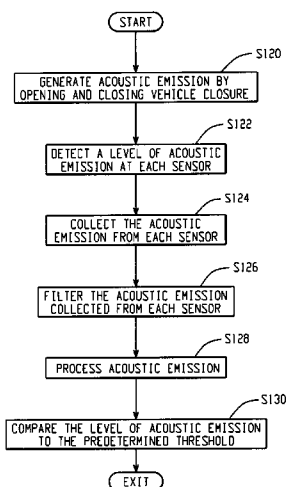 START
S120
GENERATE ACOUSTIC EMISSION BY
OPENING AND CLOSING VEHICLE CLOSURE
S122
DETECT A LEVEL OF ACOUSTIC
EMISSION AT EACH SENSOR
S124
COLLECT THE ACOUSTIC
EMISSION FROM EACH SENSOR
S126
FILTER THE ACOUSTIC EMISSION
COLLECTED FROM EACH SENSOR
S128
PROCESS ACOUSTIC EMISSION
S130
COMPARE THE LEVEL OF ACOUSTIC EMISSION
TO THE PREDETERMINED THRESHOLD
EXIT